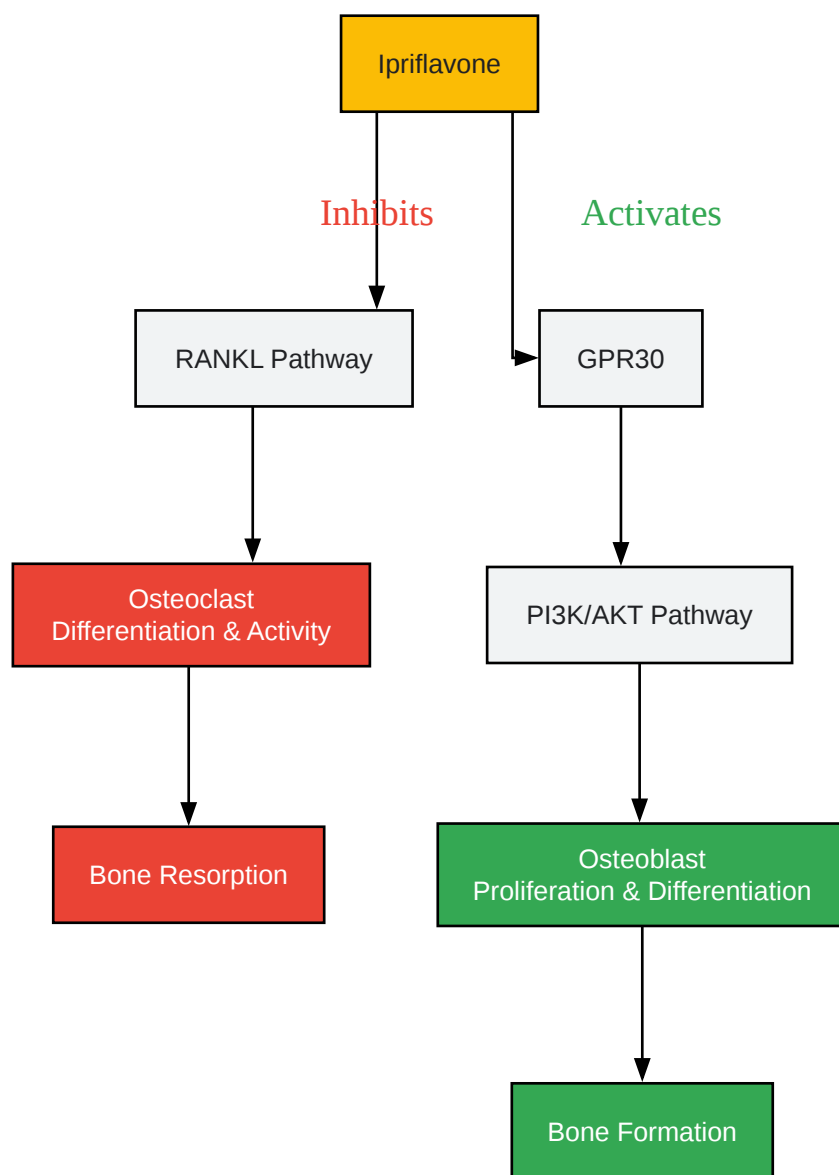 Ipriflavone
Inhibits
Activates
RANKL Pathway
GPR30
Osteoclast
Differentiation & Activity
PI3K/AKT Pathway
Bone Resorption
Osteoblast
Proliferation & Differentiation
Bone Formation